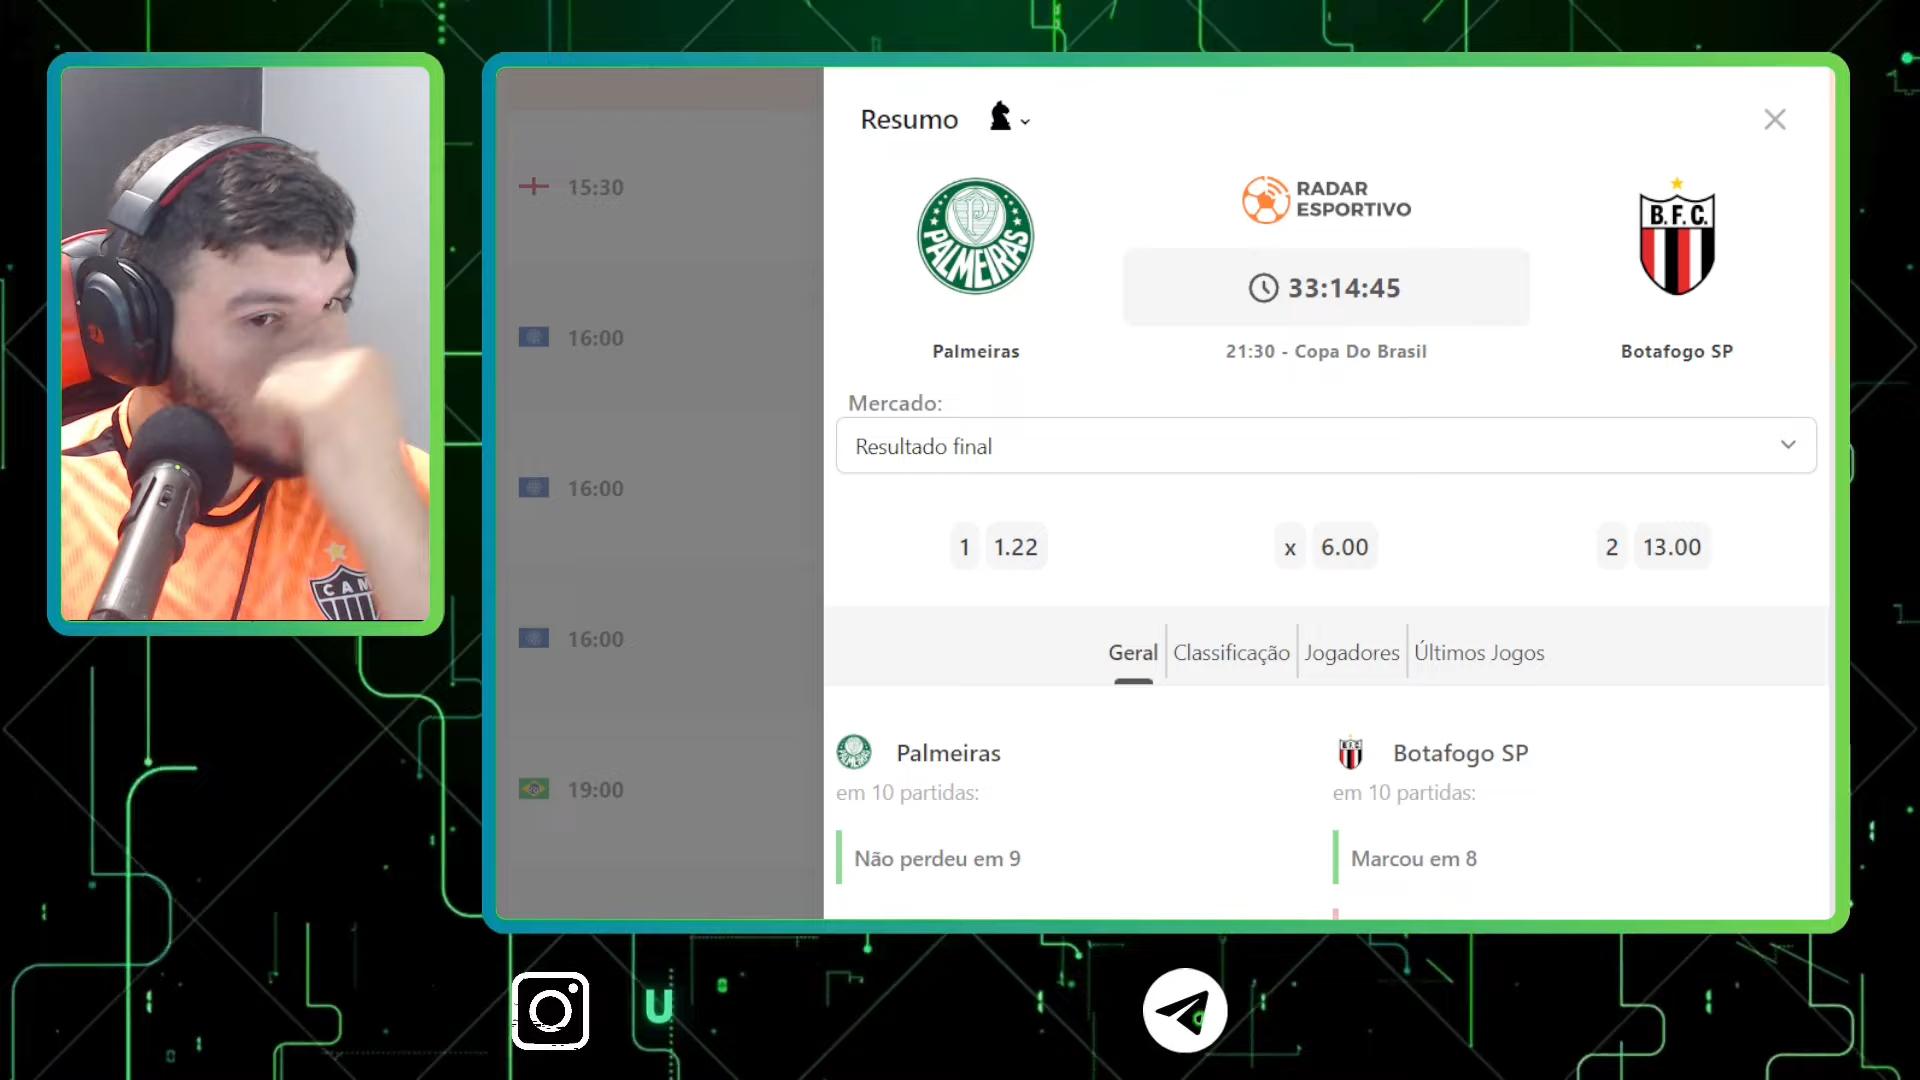 Resumo
15:30
16:00
16:00
16:00
19:00
PALMEIRAS
P
RADAR
ESPORTIVO
B.F.C.
33:14:45
Palmeiras
21:30 - Copa Do Brasil
Botafogo SP
Mercado:
Resultado final
1 1.22
x 6.00
2 13.00
Geral
Classificação
Jogadores
Últimos Jogos
Palmeiras
em 10 partidas:
Não perdeu em 9
Botafogo SP
em 10 partidas:
Marcou em 8
CAM
U